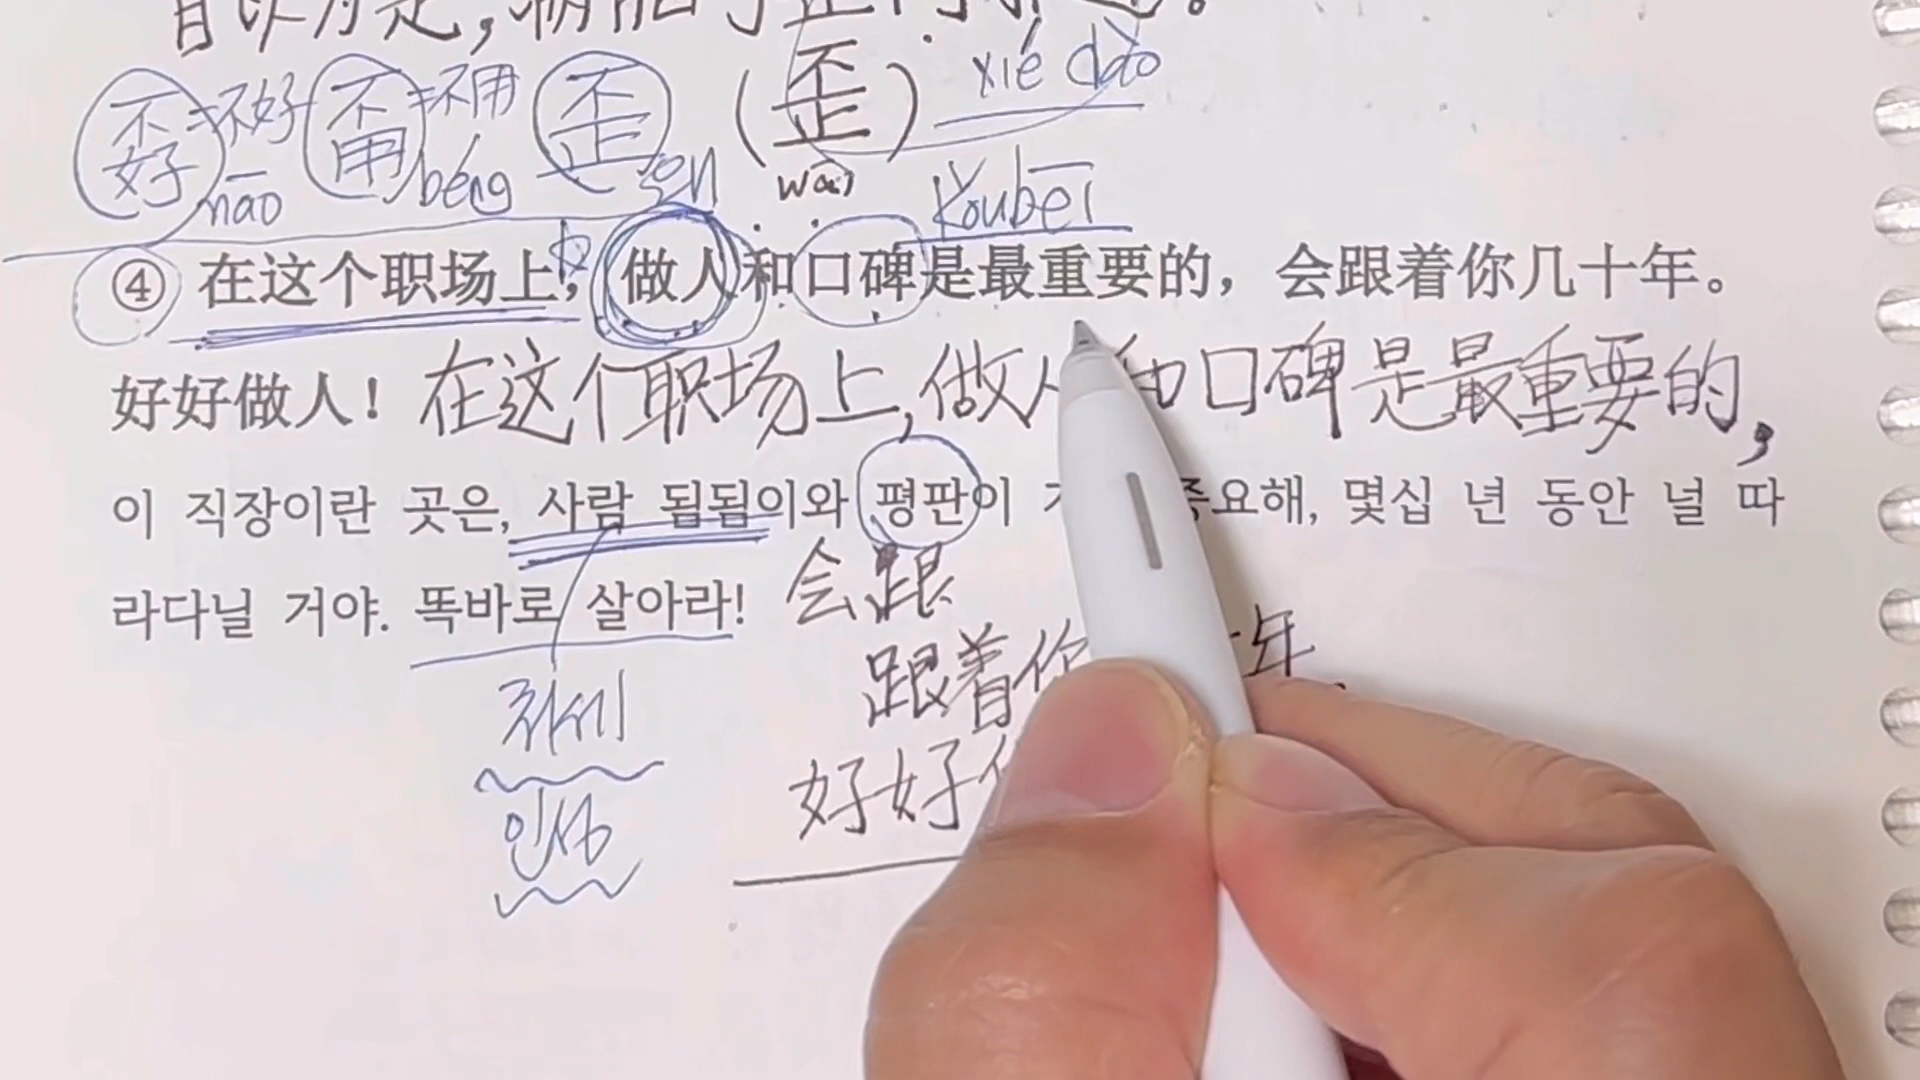 孬 = 不好 甭 = 不用 歪 (歪) xié dào
nāo béng ēn wāi kǒubēi
④ 在这个职场上，做人和口碑是最重要的，会跟着你几十年。
好好做人！ 在这个职场上,做人和口碑是最重要的,
이 직장이란 곳은, 사람 됨됨이와 평판이 중요해, 몇십 년 동안 널 따
라다닐 거야. 똑바로 살아라! 会跟
跟着你 年.
처세 好好
인성